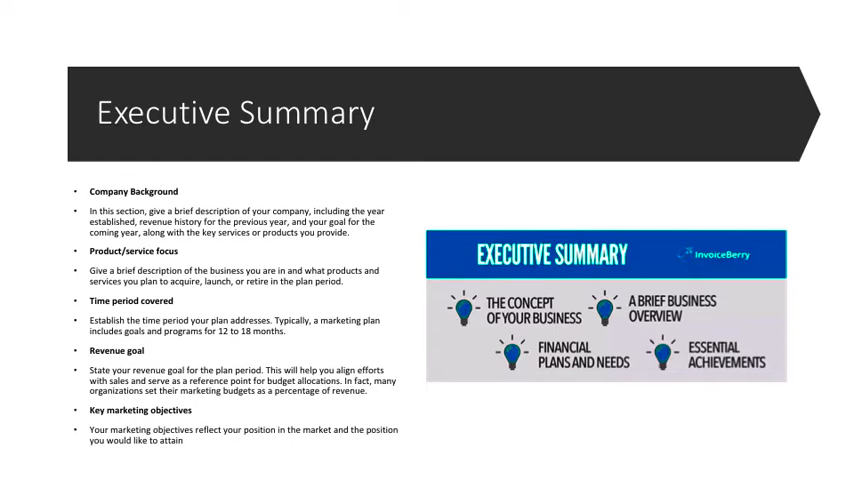 Executive Summary
• Company Background
• In this section, give a brief description of your company, including the year
established, revenue history for the previous year, and your goal for the
coming year, along with the key services or products you provide.
• Product/service focus
• Give a brief description of the business you are in and what products and
services you plan to acquire, launch, or retire in the plan period.
• Time period covered
• Establish the time period your plan addresses. Typically, a marketing plan
includes goals and programs for 12 to 18 months.
• Revenue goal
• State your revenue goal for the plan period. This will help you align efforts
with sales and serve as a reference point for budget allocations. In fact, many
organizations set their marketing budgets as a percentage of revenue.
• Key marketing objectives
• Your marketing objectives reflect your position in the market and the position
you would like to attain
EXECUTIVE SUMMARY
InvoiceBerry
THE CONCEPT
OF YOUR BUSINESS
A BRIEF BUSINESS
OVERVIEW
FINANCIAL
PLANS AND NEEDS
ESSENTIAL
ACHIEVEMENTS